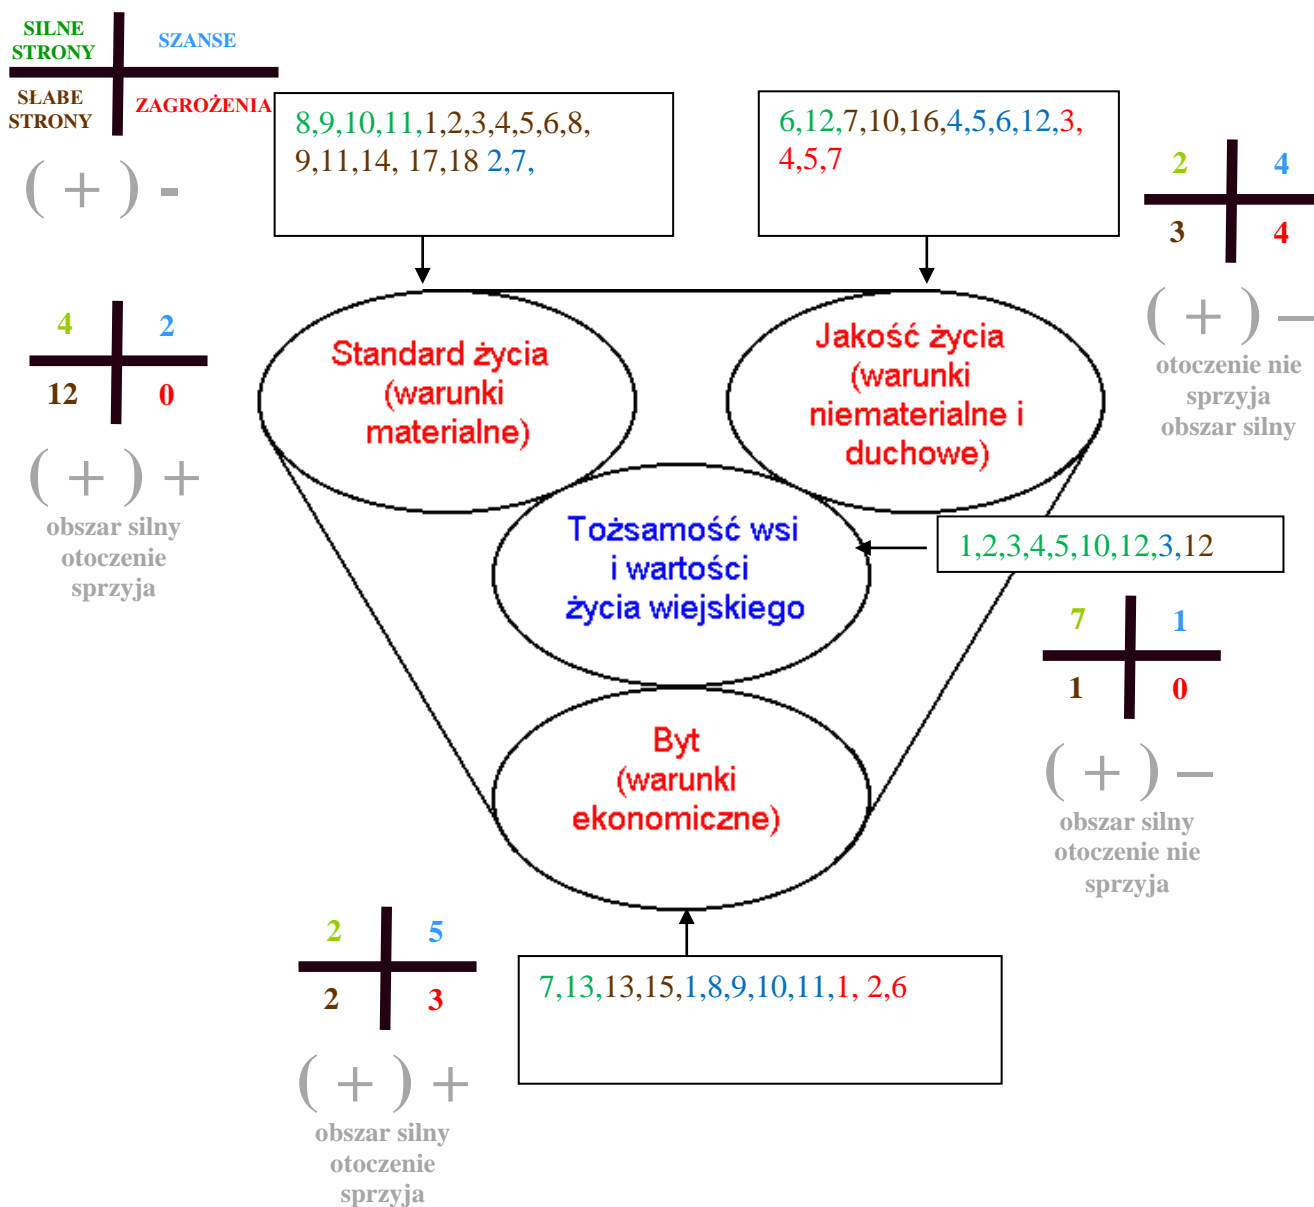 SILNE
STRONY
SZANSE
SŁABE
STRONY
ZAGROŻENIA
( + ) -
8,9,10,11,1,2,3,4,5,6,8,
9,11,14, 17,18 2,7,
6,12,7,10,16,4,5,6,12,3,
4,5,7
2 4
3 4
( + ) –
otoczenie nie
sprzyja
obszar silny
4 2
12 0
( + ) +
obszar silny
otoczenie
sprzyja
Standard życia
(warunki
materialne)
Jakość życia
(warunki
niematerialne i
duchowe)
Tożsamość wsi
i wartości
życia wiejskiego
1,2,3,4,5,10,12,3,12
7 1
1 0
( + ) –
obszar silny
otoczenie nie
sprzyja
Byt
(warunki
ekonomiczne)
2 5
2 3
( + ) +
obszar silny
otoczenie
sprzyja
7,13,13,15,1,8,9,10,11,1, 2,6